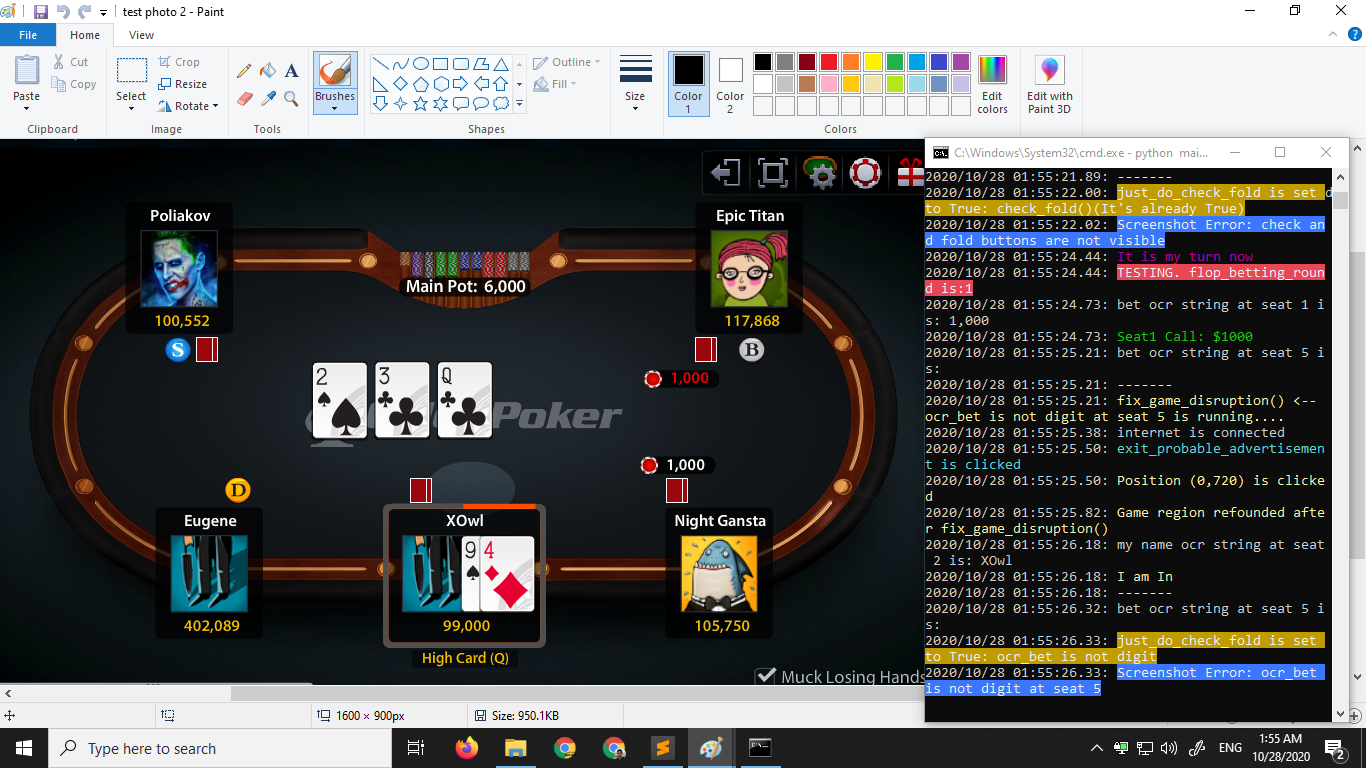 test photo 2 - Paint
File
Home
View
Paste
Cut
Copy
Clipboard
Select
Crop
Resize
Rotate
Image
A
Tools
Brushes
Outline
Fill
Shapes
Size
Color 1
Color 2
Edit colors
Colors
Edit with Paint 3D
Poliakov
100,552
S
Main Pot: 6,000
Epic Titan
117,868
B
1,000
2
3
Q
Poker
1,000
D
Eugene
402,089
XOwl
9
4
99,000
High Card (Q)
Night Gansta
105,750
Muck Losing Hands
C:\Windows\System32\cmd.exe - python mai...
2020/10/28 01:55:21.89: -------
2020/10/28 01:55:22.00: just_do_check_fold is set d
to True: check_fold()(It's already True)
2020/10/28 01:55:22.02: Screenshot Error: check an
d fold buttons are not visible
2020/10/28 01:55:24.44: It is my turn now
2020/10/28 01:55:24.44: TESTING. flop_betting_roun
d is:1
2020/10/28 01:55:24.73: bet ocr string at seat 1 i
s: 1,000
2020/10/28 01:55:24.73: Seat1 Call: $1000
2020/10/28 01:55:25.21: bet ocr string at seat 5 i
s:
2020/10/28 01:55:25.21: -------
2020/10/28 01:55:25.21: fix_game_disruption() <--
ocr_bet is not digit at seat 5 is running....
2020/10/28 01:55:25.38: internet is connected
2020/10/28 01:55:25.50: exit_probable_advertisemen
t is clicked
2020/10/28 01:55:25.50: Position (0,720) is clicke
d
2020/10/28 01:55:25.82: Game region refounded afte
r fix_game_disruption()
2020/10/28 01:55:26.18: my name ocr string at seat
2 is: XOwl
2020/10/28 01:55:26.18: I am In
2020/10/28 01:55:26.18: -------
2020/10/28 01:55:26.32: bet ocr string at seat 5 i
s:
2020/10/28 01:55:26.33: just_do_check_fold is set
to True: ocr_bet is not digit
2020/10/28 01:55:26.33: Screenshot Error: ocr_bet
is not digit at seat 5
1600 × 900px
Size: 950.1KB
Type here to search
ENG
1:55 AM
10/28/2020
2